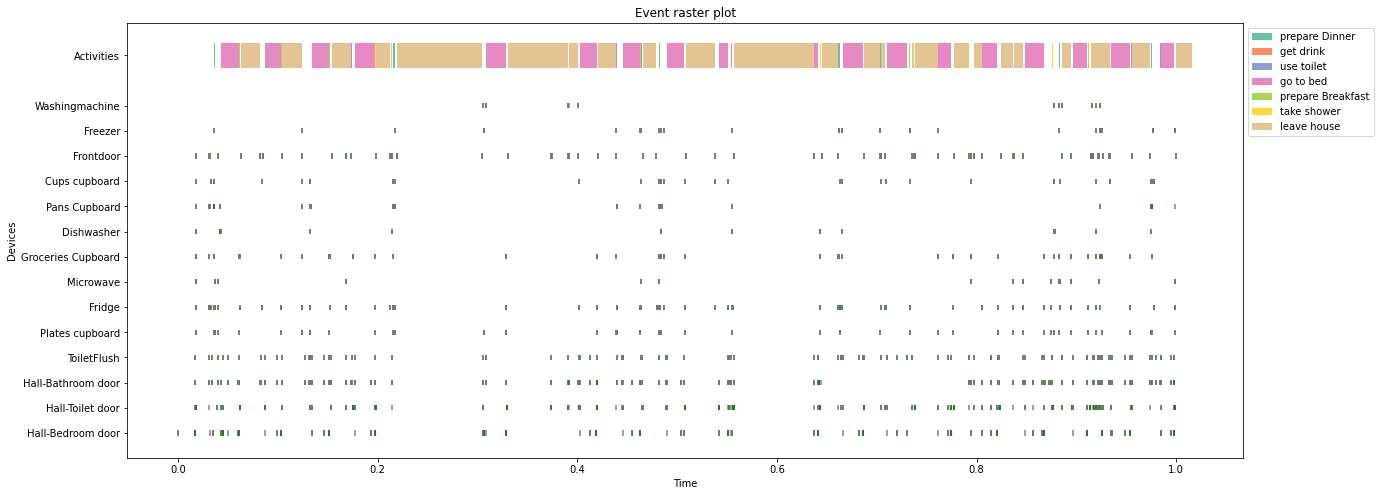 Event raster plot
Activities
Washingmachine
Freezer
Frontdoor
Cups cupboard
Pans Cupboard
Dishwasher
Groceries Cupboard
Microwave
Fridge
Plates cupboard
ToiletFlush
Hall-Bathroom door
Hall-Toilet door
Hall-Bedroom door
Devices
0.0 0.2 0.4 0.6 0.8 1.0
Time
prepare Dinner
get drink
use toilet
go to bed
prepare Breakfast
take shower
leave house